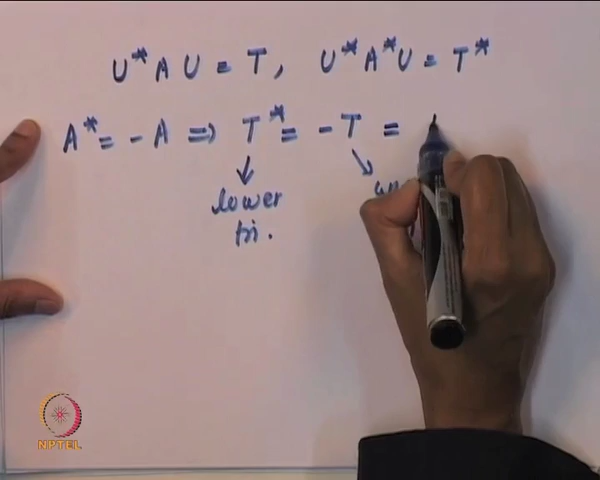 U* A U = T, U* A* U = T*
A* = - A ⇒ T* = - T =
↓ ↘
lower
tri.
NPTEL